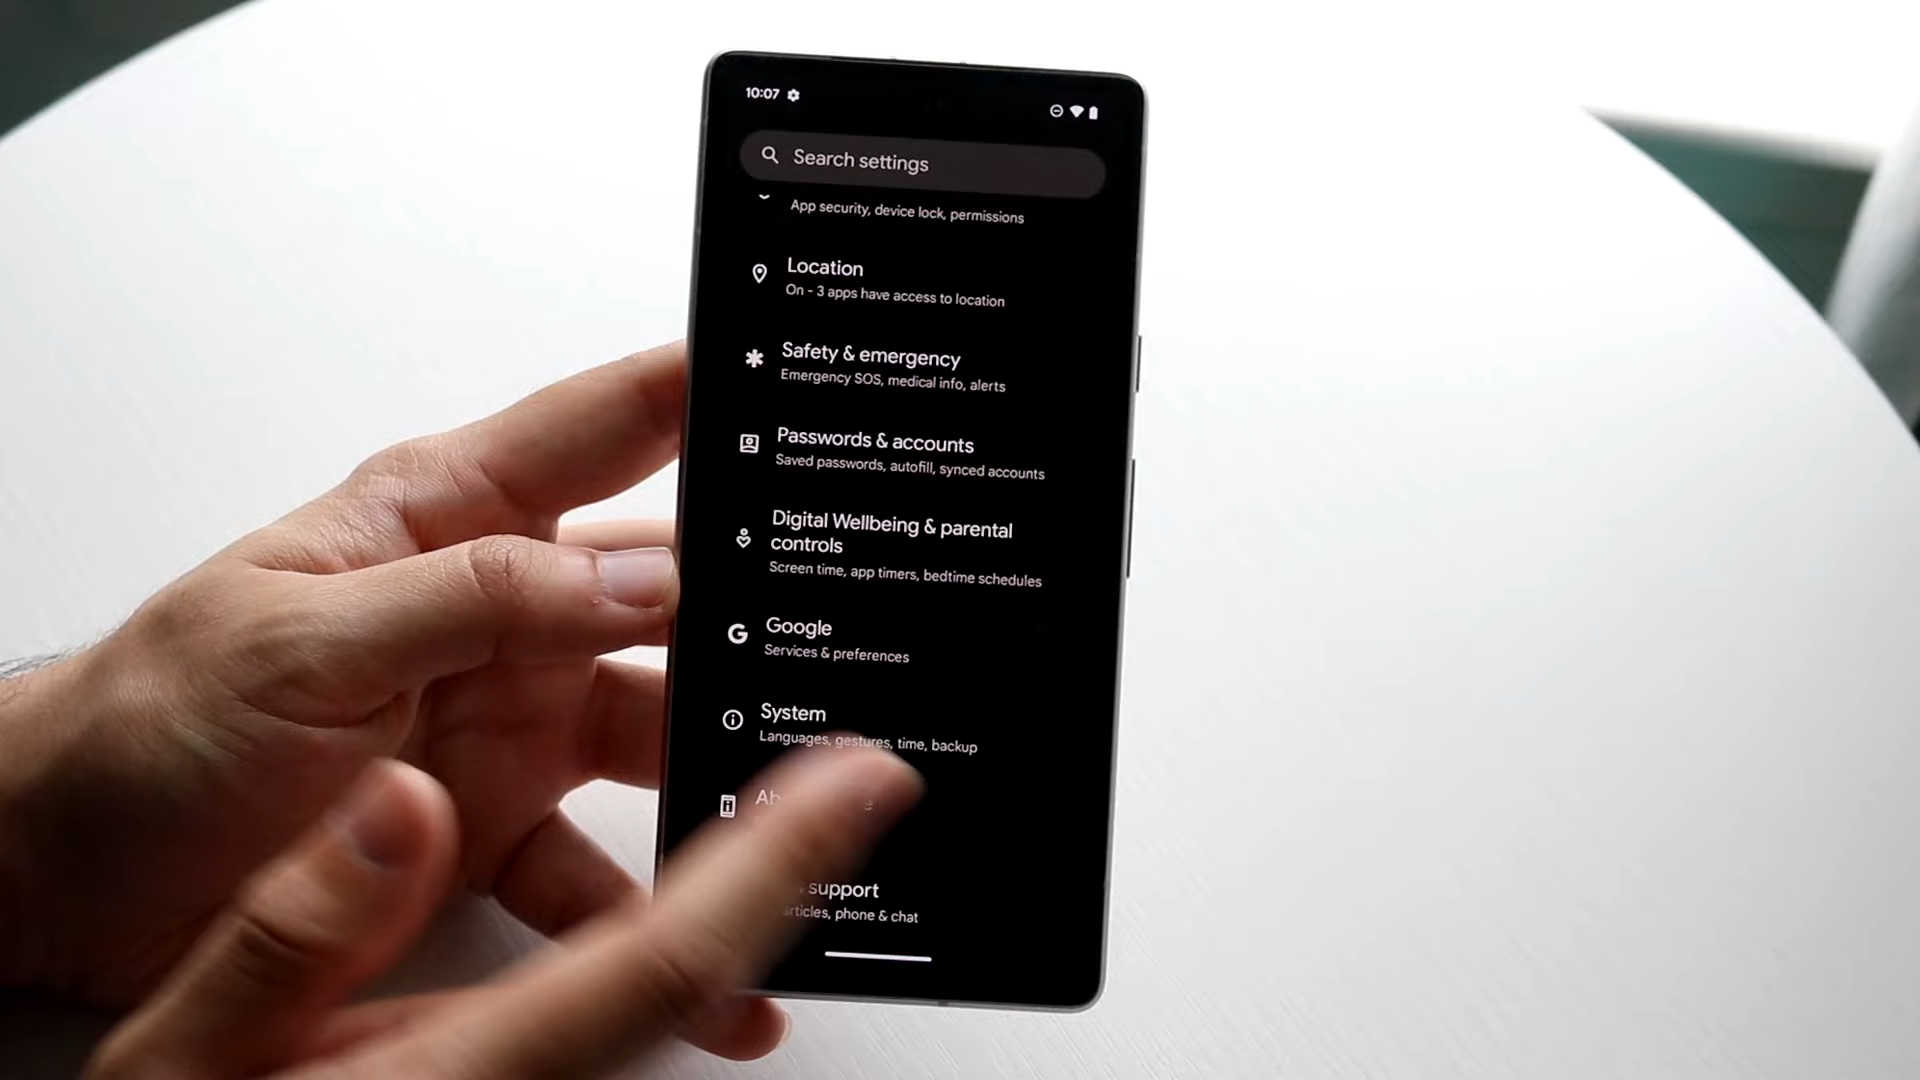 10:07
Search settings
App security, device lock, permissions
Location
On - 3 apps have access to location
Safety & emergency
Emergency SOS, medical info, alerts
Passwords & accounts
Saved passwords, autofill, synced accounts
Digital Wellbeing & parental
controls
Screen time, app timers, bedtime schedules
Google
Services & preferences
System
Languages, gestures, time, backup
support
phone & chat